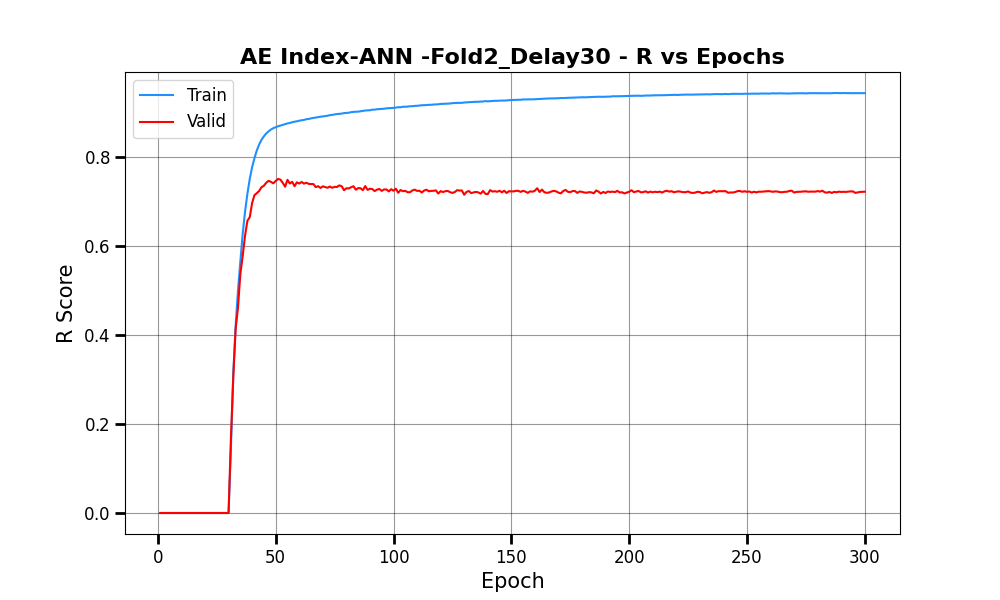 AE Index-ANN -Fold2_Delay30 - R vs Epochs
Train
Valid
0.8
0.6
0.4
0.2
0.0
R Score
0 50 100 150 200 250 300
Epoch